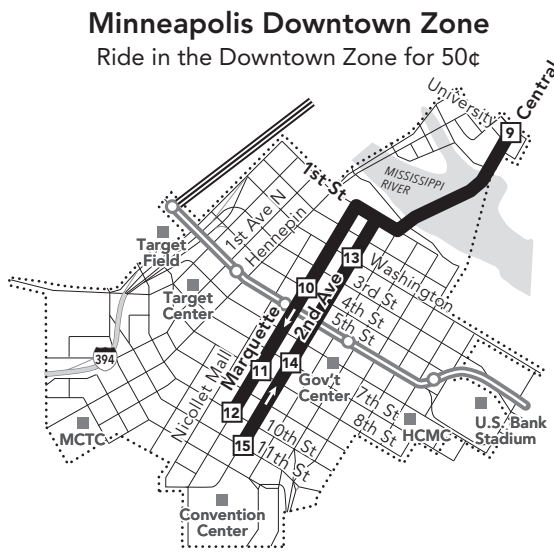 Minneapolis Downtown Zone
Ride in the Downtown Zone for 50¢
University
Central
9
1st St
MISSISSIPPI
RIVER
1st Ave N
Hennepin
Target
Field
Target
Center
13
Washington
10
3rd St
4th St
5th St
2nd Ave
Marquette
Nicollet Mall
394
11
14
Gov't
Center
12
7th St
8th St
HCMC
U.S. Bank
Stadium
MCTC
15
10th St
11th St
Convention
Center